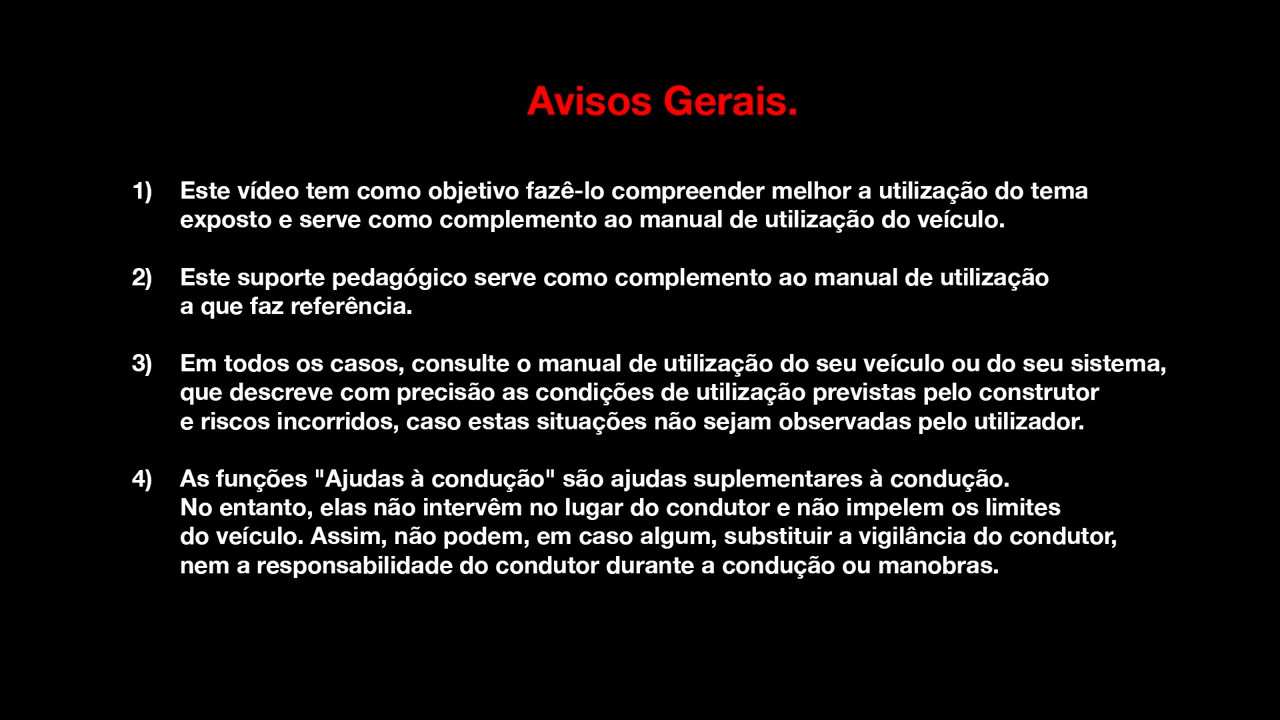 Avisos Gerais.
1) Este vídeo tem como objetivo fazê-lo compreender melhor a utilização do tema
exposto e serve como complemento ao manual de utilização do veículo.
2) Este suporte pedagógico serve como complemento ao manual de utilização
a que faz referência.
3) Em todos os casos, consulte o manual de utilização do seu veículo ou do seu sistema,
que descreve com precisão as condições de utilização previstas pelo construtor
e riscos incorridos, caso estas situações não sejam observadas pelo utilizador.
4) As funções "Ajudas à condução" são ajudas suplementares à condução.
No entanto, elas não intervêm no lugar do condutor e não impelem os limites
do veículo. Assim, não podem, em caso algum, substituir a vigilância do condutor,
nem a responsabilidade do condutor durante a condução ou manobras.